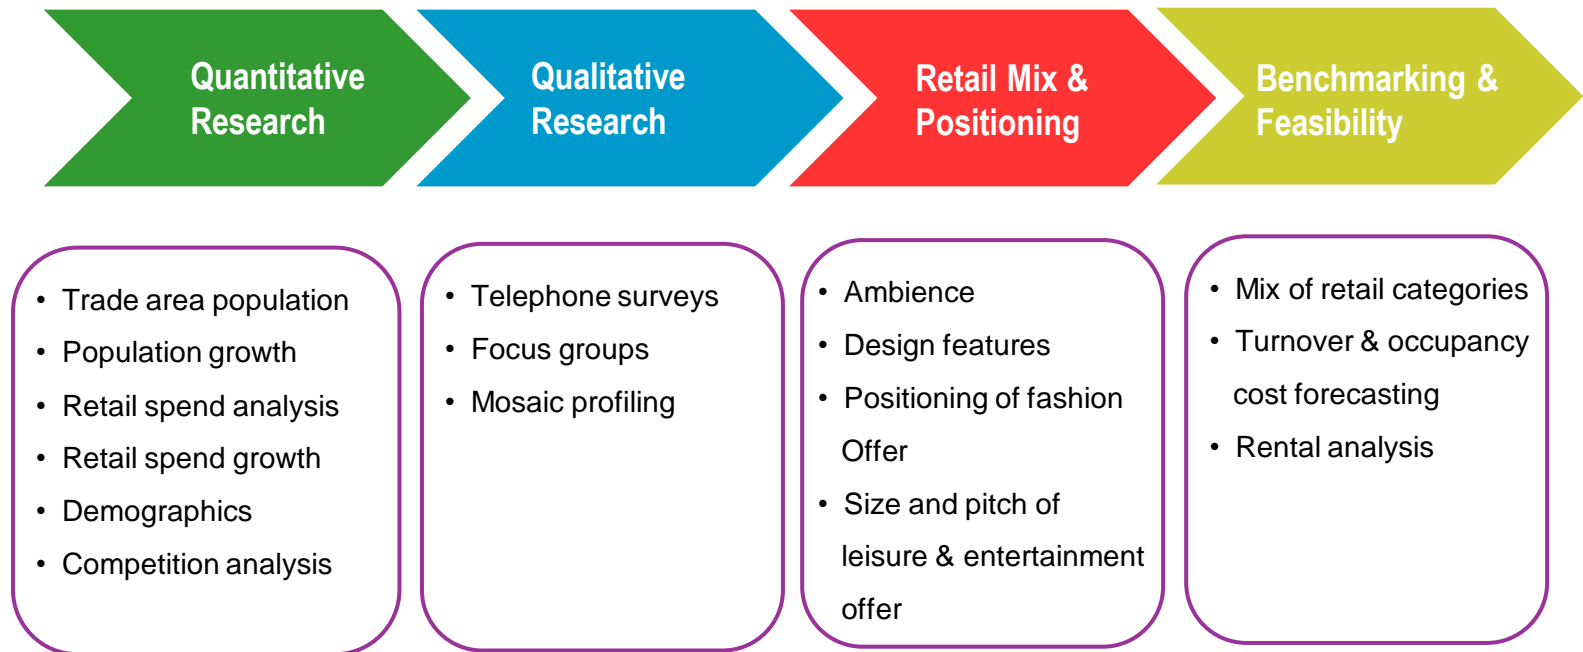 Quantitative
Research
Qualitative
Research
Retail Mix &
Positioning
Benchmarking &
Feasibility
• Trade area population
• Population growth
• Retail spend analysis
• Retail spend growth
• Demographics
• Competition analysis
• Telephone surveys
• Focus groups
• Mosaic profiling
• Ambience
• Design features
• Positioning of fashion
Offer
• Size and pitch of
leisure & entertainment
offer
• Mix of retail categories
• Turnover & occupancy
cost forecasting
• Rental analysis